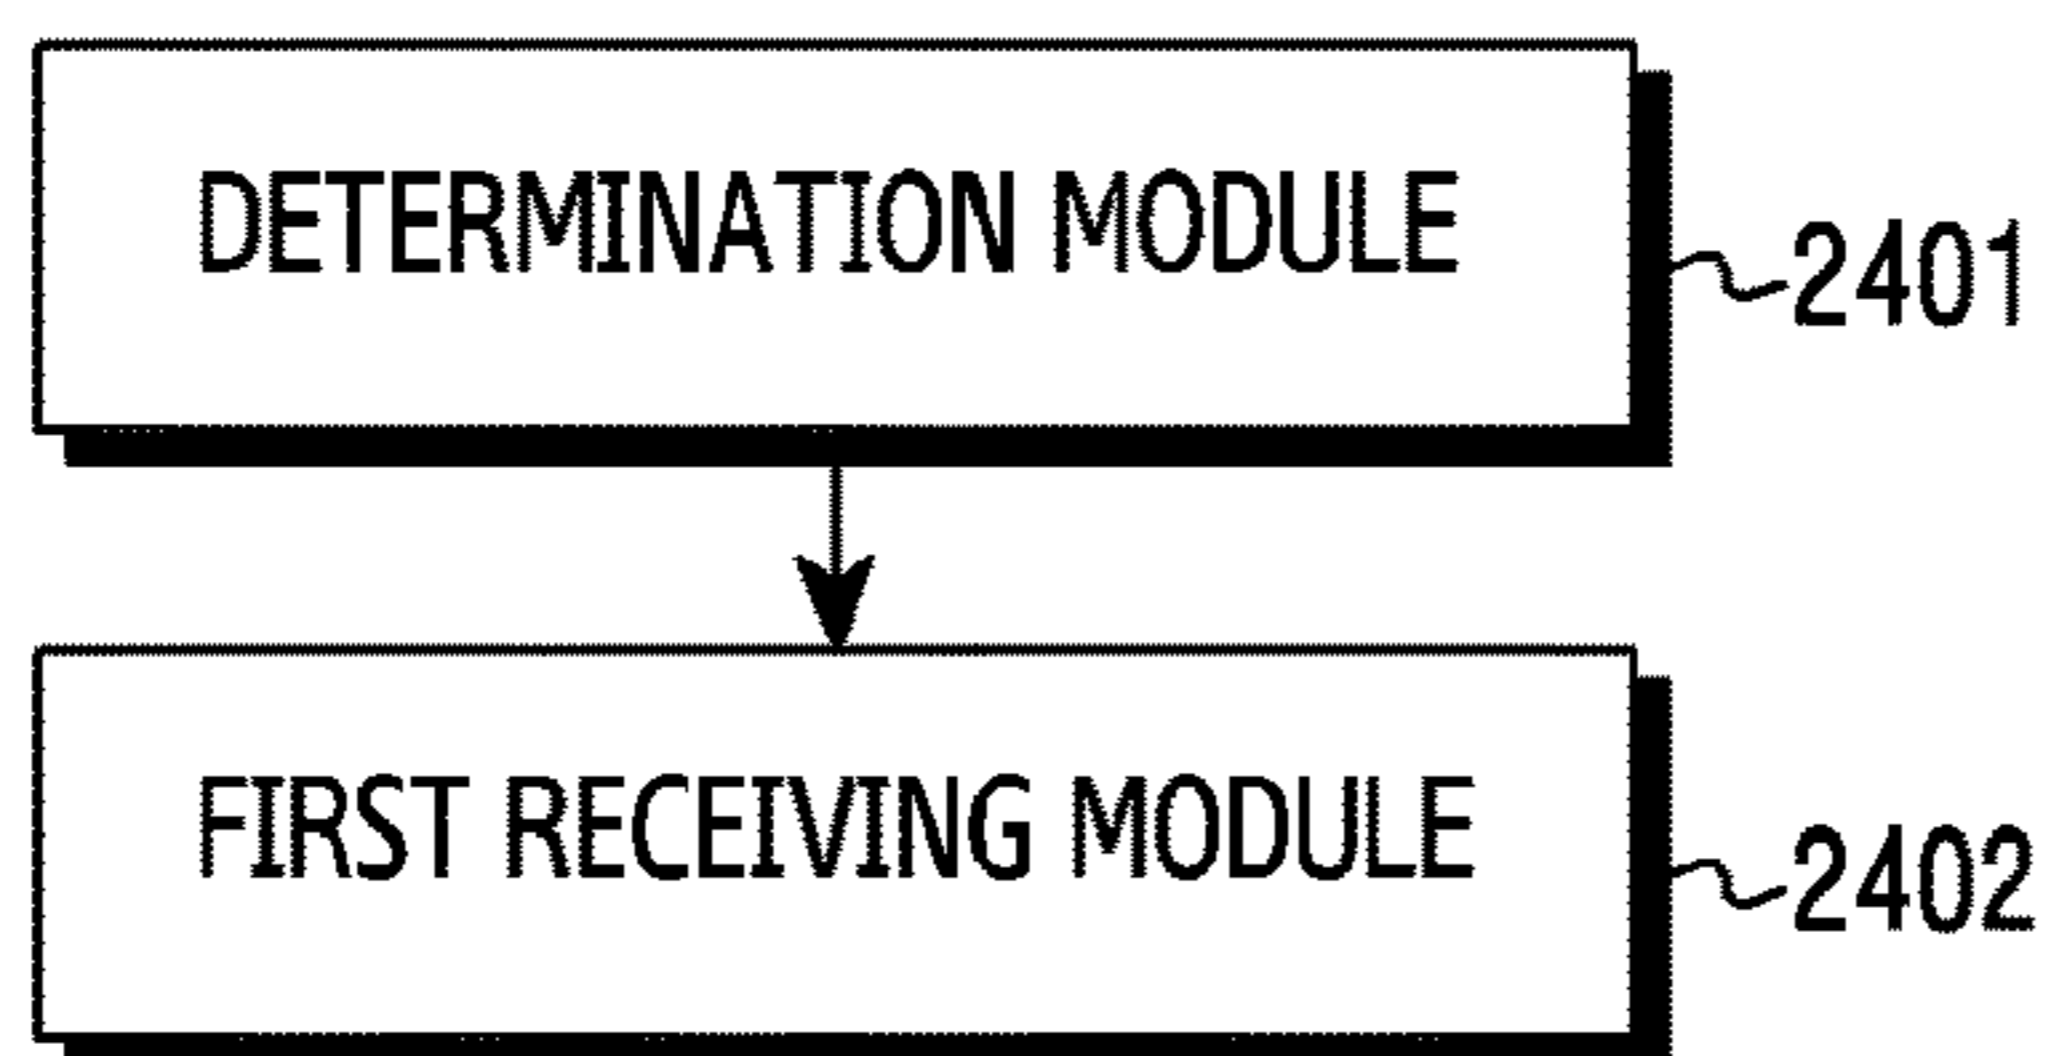 DETERMINATION MODULE
2401
FIRST RECEIVING MODULE
2402